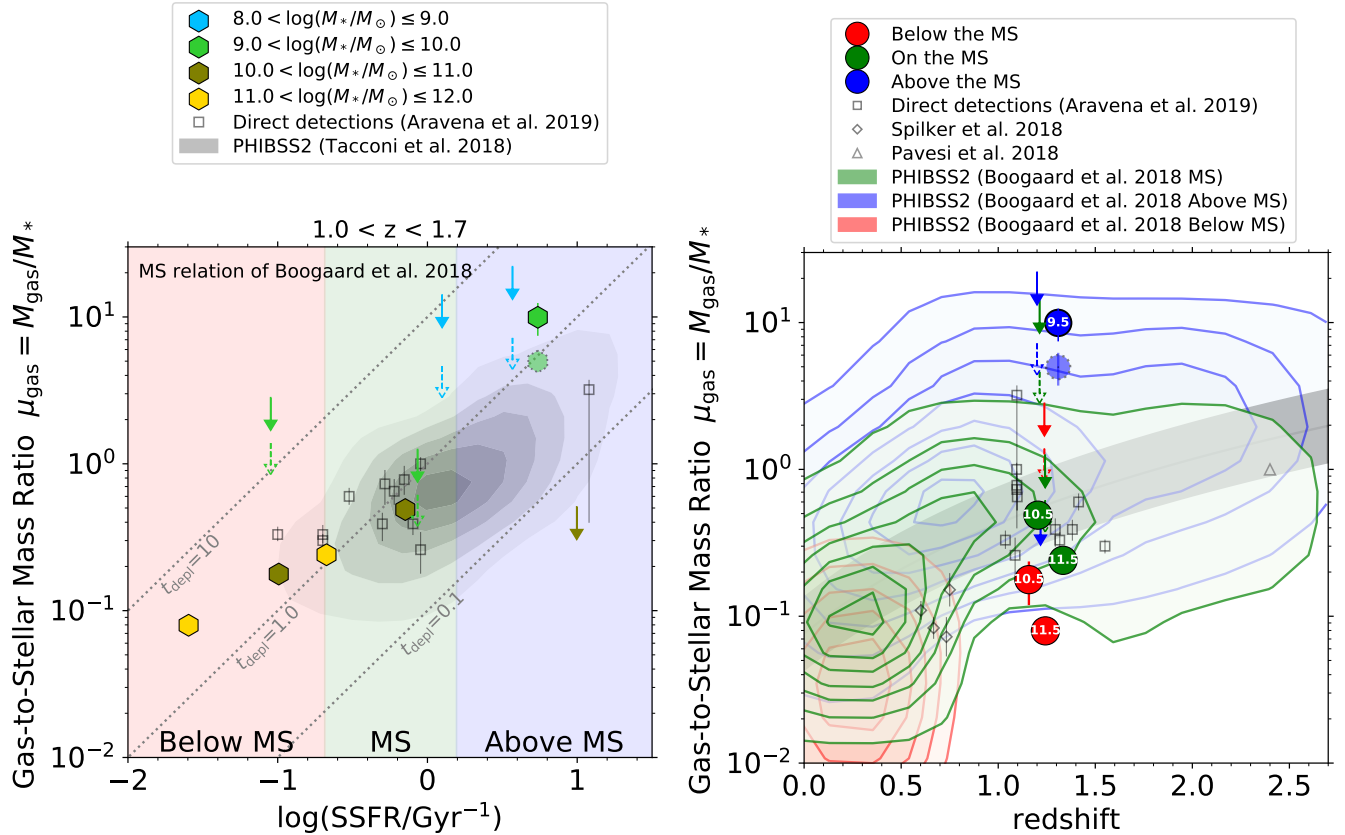 8.0 < log(M*/M⊙) ≤ 9.0
9.0 < log(M*/M⊙) ≤ 10.0
10.0 < log(M*/M⊙) ≤ 11.0
11.0 < log(M*/M⊙) ≤ 12.0
Direct detections (Aravena et al. 2019)
PHIBSS2 (Tacconi et al. 2018)
1.0 < z < 1.7
MS relation of Boogaard et al. 2018
Gas-to-Stellar Mass Ratio μgas = Mgas/M*
10¹
10⁰
10⁻¹
10⁻²
tdepl=10
tdepl=1.0
tdepl=0.1
Below MS
MS
Above MS
−2
−1
0
1
log(SSFR/Gyr⁻¹)
Below the MS
On the MS
Above the MS
Direct detections (Aravena et al. 2019)
Spilker et al. 2018
Pavesi et al. 2018
PHIBSS2 (Boogaard et al. 2018 MS)
PHIBSS2 (Boogaard et al. 2018 Above MS)
PHIBSS2 (Boogaard et al. 2018 Below MS)
Gas-to-Stellar Mass Ratio μgas = Mgas/M*
10¹
10⁰
10⁻¹
10⁻²
9.5
10.5
11.5
10.5
11.5
0.0
0.5
1.0
1.5
2.0
2.5
redshift